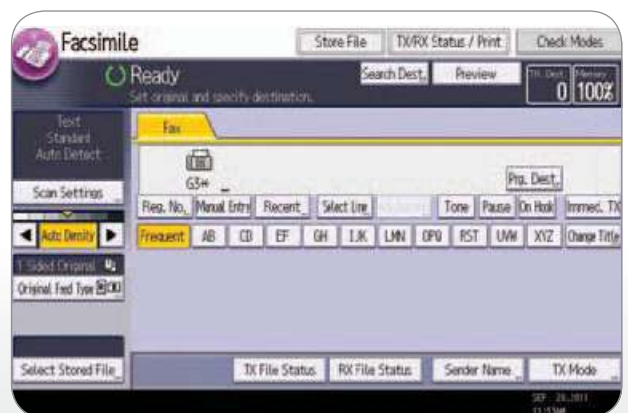 Facsimile
Store File TX/RX Status / Print Check Modes
Ready
Search Dest. Preview
Set original and specify destination.
Memory
0 100%
Text
Standard
Auto Detect
Fax
G3
Prg. Dest.
Scan Settings
Reg. No. Manual Entry Recent Select Line Tone Pause On Hook Immed. TX
Auto Density
Frequent AB CD EF GH IJK LMN OPQ RST UVW XYZ Change Title
1 Sided Original
Original Feed Type
Select Stored File TX File Status RX File Status Sender Name TX Mode
SEP 2011